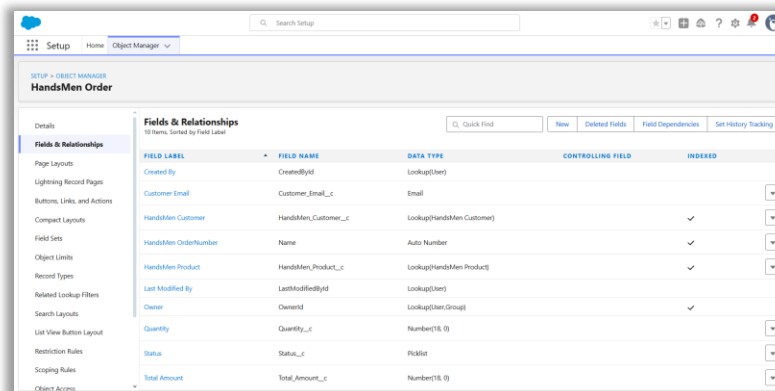 Search Setup
2
Setup Home Object Manager
SETUP > OBJECT MANAGER
HandsMen Order
Details
Fields & Relationships
Page Layouts
Lightning Record Pages
Buttons, Links, and Actions
Compact Layouts
Field Sets
Object Limits
Record Types
Related Lookup Filters
Search Layouts
List View Button Layout
Restriction Rules
Scoping Rules
Object Access
Fields & Relationships
10 Items. Sorted by Field Label
Quick Find New Deleted Fields Field Dependencies Set History Tracking
FIELD LABEL FIELD NAME DATA TYPE CONTROLLING FIELD INDEXED
Created By CreatedById Lookup(User)
Customer Email Customer_Email__c Email
HandsMen Customer HandsMen_Customer__c Lookup(HandsMen Customer)
HandsMen OrderNumber Name Auto Number
HandsMen Product HandsMen_Product__c Lookup(HandsMen Product)
Last Modified By LastModifiedById Lookup(User)
Owner OwnerId Lookup(User,Group)
Quantity Quantity__c Number(18, 0)
Status Status__c Picklist
Total Amount Total_Amount__c Number(18, 0)